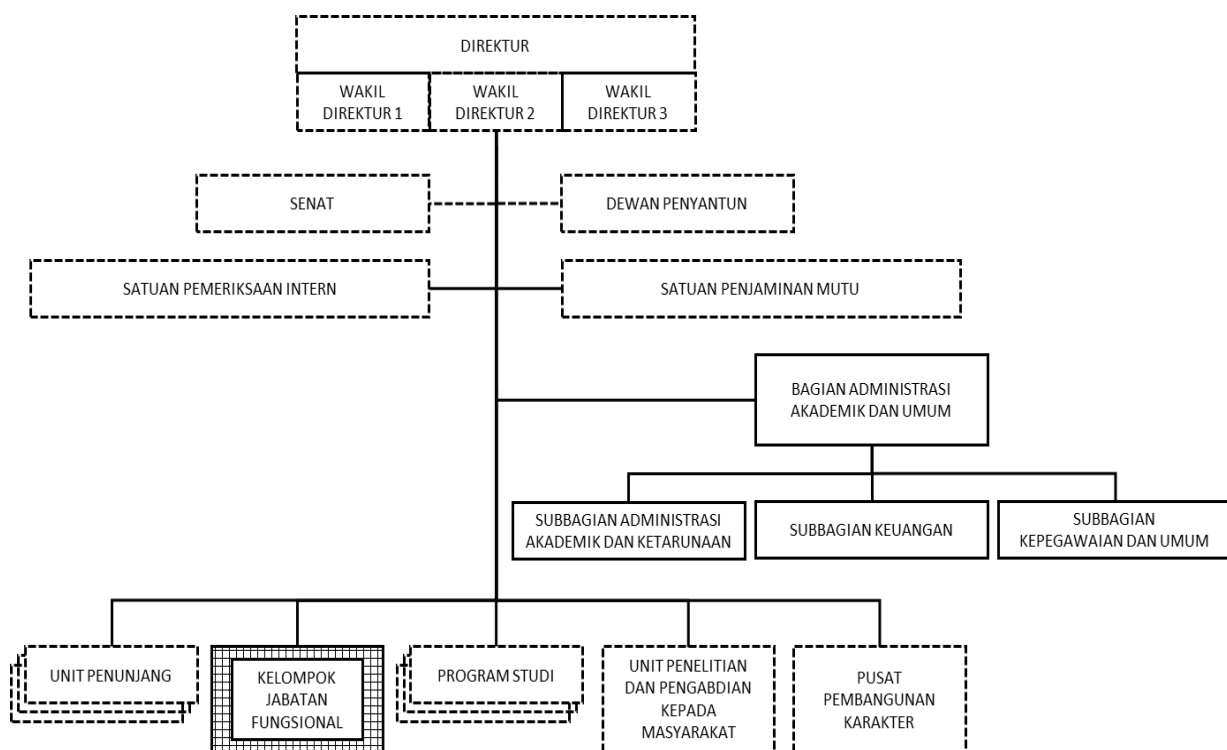 DIREKTUR
WAKIL
DIREKTUR 1
WAKIL
DIREKTUR 2
WAKIL
DIREKTUR 3
SENAT
DEWAN PENYANTUN
SATUAN PEMERIKSAAN INTERN
SATUAN PENJAMINAN MUTU
BAGIAN ADMINISTRASI
AKADEMIK DAN UMUM
SUBBAGIAN ADMINISTRASI
AKADEMIK DAN KETARUNAAN
SUBBAGIAN KEUANGAN
SUBBAGIAN
KEPEGAWAIAN DAN UMUM
UNIT PENUNJANG
KELOMPOK
JABATAN
FUNGSIONAL
PROGRAM STUDI
UNIT PENELITIAN
DAN PENGABDIAN
KEPADA
MASYARAKAT
PUSAT
PEMBANGUNAN
KARAKTER